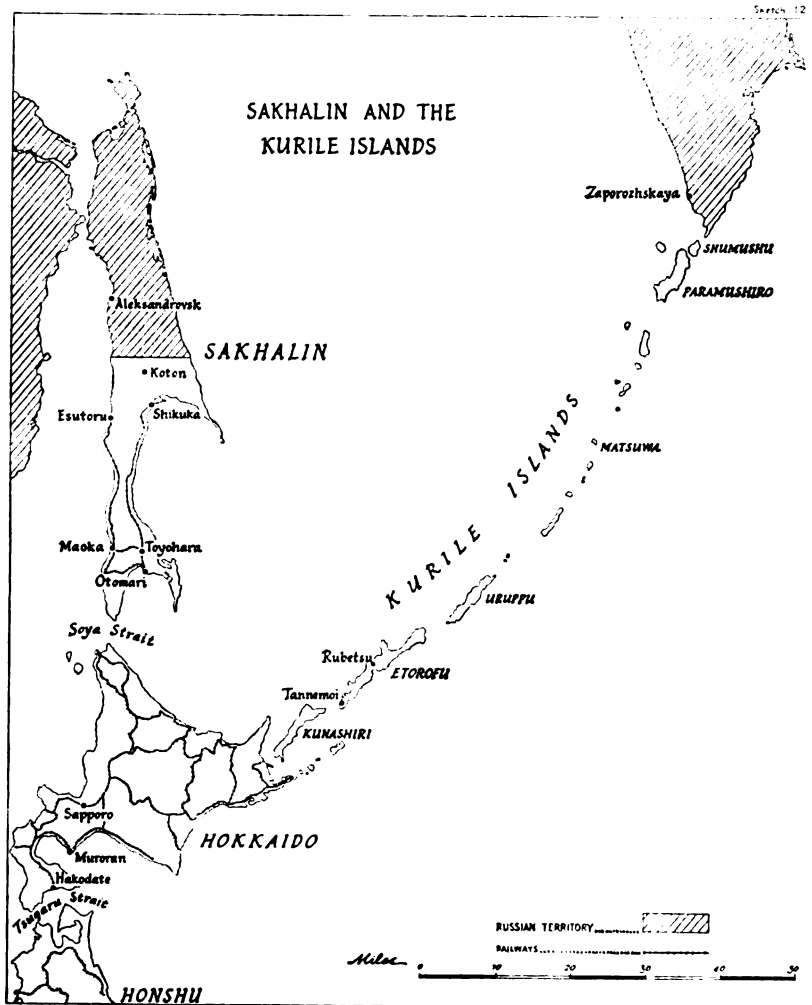 Sketch 12
SAKHALIN AND THE
KURILE ISLANDS
Zaporozhskaya
SHUMUSHU
PARAMUSHIRO
Aleksandrovsk
SAKHALIN
Koton
Esutoru
Shikuka
KURILE ISLANDS
MATSUWA
Maoka
Toyohara
Otomari
URUPPU
Soya Strait
Rubetsu
ETOROFU
Tannemoi
KUNASHIRI
Sapporo
HOKKAIDO
Muroran
Hakodate
Tsugaru Strait
RUSSIAN TERRITORY
RAILWAYS
Miles
0 10 20 30 40 50
HONSHU